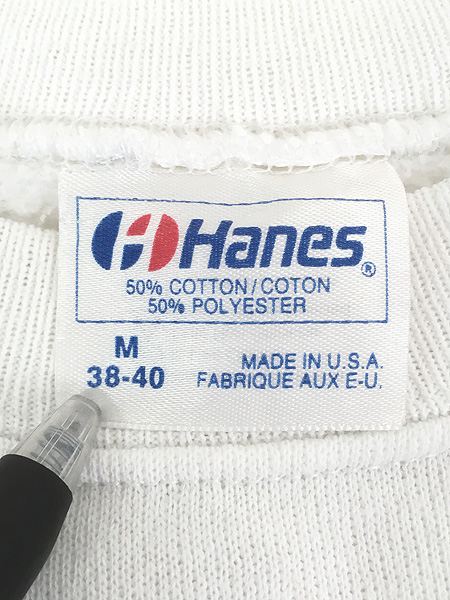 Hanes®
50% COTTON/COTON
50% POLYESTER
M
38-40
MADE IN U.S.A.
FABRIQUE AUX E-U.